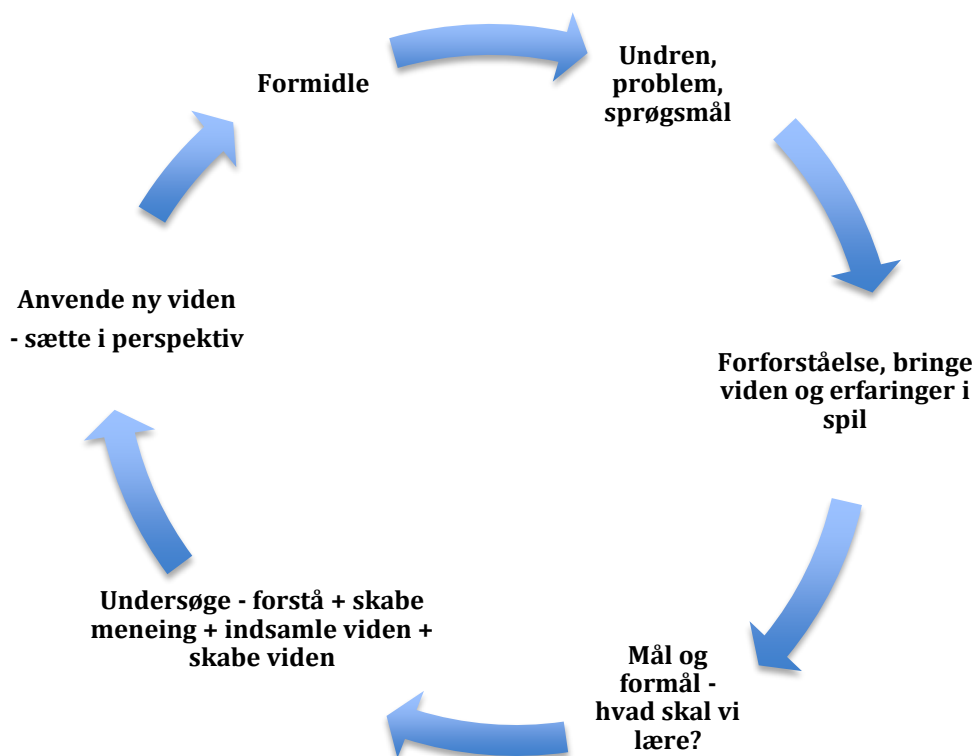 Formidle
Undren,
problem,
sprøgsmål
Forforståelse, bringe
viden og erfaringer i
spil
Mål og
formål -
hvad skal vi
lære?
Undersøge - forstå + skabe
meneing + indsamle viden +
skabe viden
Anvende ny viden
- sætte i perspektiv